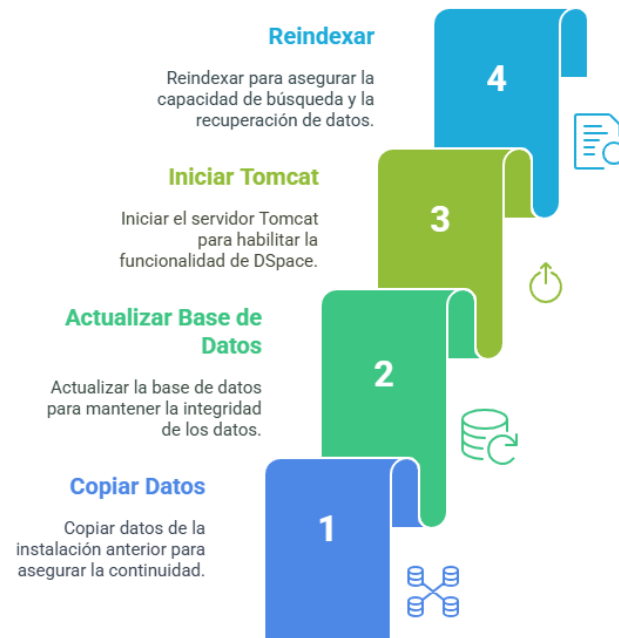 Reindexar
4
Reindexar para asegurar la
capacidad de búsqueda y la
recuperación de datos.
Iniciar Tomcat
3
Iniciar el servidor Tomcat
para habilitar la
funcionalidad de DSpace.
Actualizar Base de
Datos
2
Actualizar la base de datos
para mantener la integridad
de los datos.
Copiar Datos
1
Copiar datos de la
instalación anterior para
asegurar la continuidad.